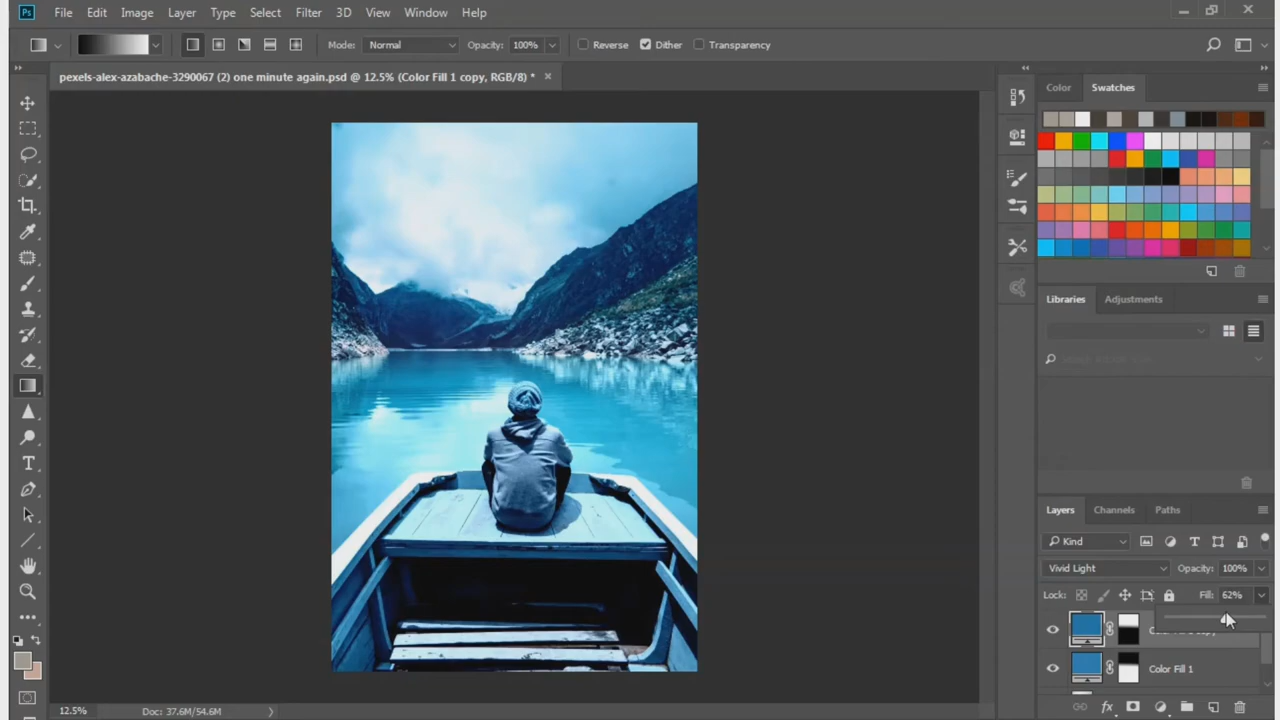 Ps File Edit Image Layer Type Select Filter 3D View Window Help
Mode: Normal Opacity: 100% Reverse Dither Transparency
pexels-alex-azabache-3290067 (2) one minute again.psd @ 12.5% (Color Fill 1 copy, RGB/8) * ×
Color Swatches
Libraries Adjustments
Layers Channels Paths
Kind
Vivid Light Opacity: 100%
Lock: Fill: 62%
Color Fill 1
12.5% Doc: 37.6M/54.6M